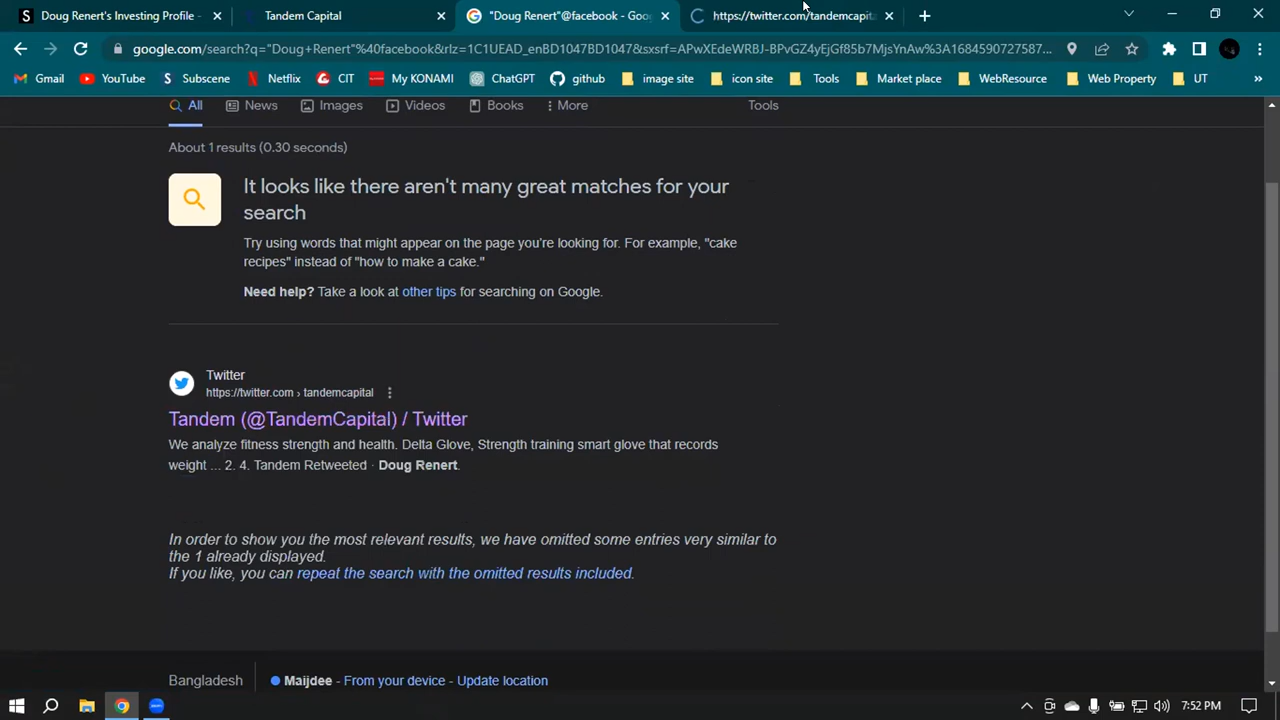 Doug Renert's Investing Profile -
Tandem Capital
"Doug Renert"@facebook - Goog
https://twitter.com/tandemcapita
google.com/search?q="Doug+Renert"%40facebook&rlz=1C1UEAD_enBD1047BD1047&sxsrf=APwXEdeWRBJ-BPvGZ4yEjGf85b7MjsYnAw%3A1684590727587...
Gmail YouTube Subscene Netflix CIT My KONAMI ChatGPT github image site icon site Tools Market place WebResource Web Property UT
All News Images Videos Books More Tools
About 1 results (0.30 seconds)
It looks like there aren't many great matches for your
search
Try using words that might appear on the page you're looking for. For example, "cake
recipes" instead of "how to make a cake."
Need help? Take a look at other tips for searching on Google.
Twitter
https://twitter.com › tandemcapital
Tandem (@TandemCapital) / Twitter
We analyze fitness strength and health. Delta Glove, Strength training smart glove that records
weight ... 2. 4. Tandem Retweeted · Doug Renert.
In order to show you the most relevant results, we have omitted some entries very similar to
the 1 already displayed.
If you like, you can repeat the search with the omitted results included.
Bangladesh Maijdee - From your device - Update location
7:52 PM